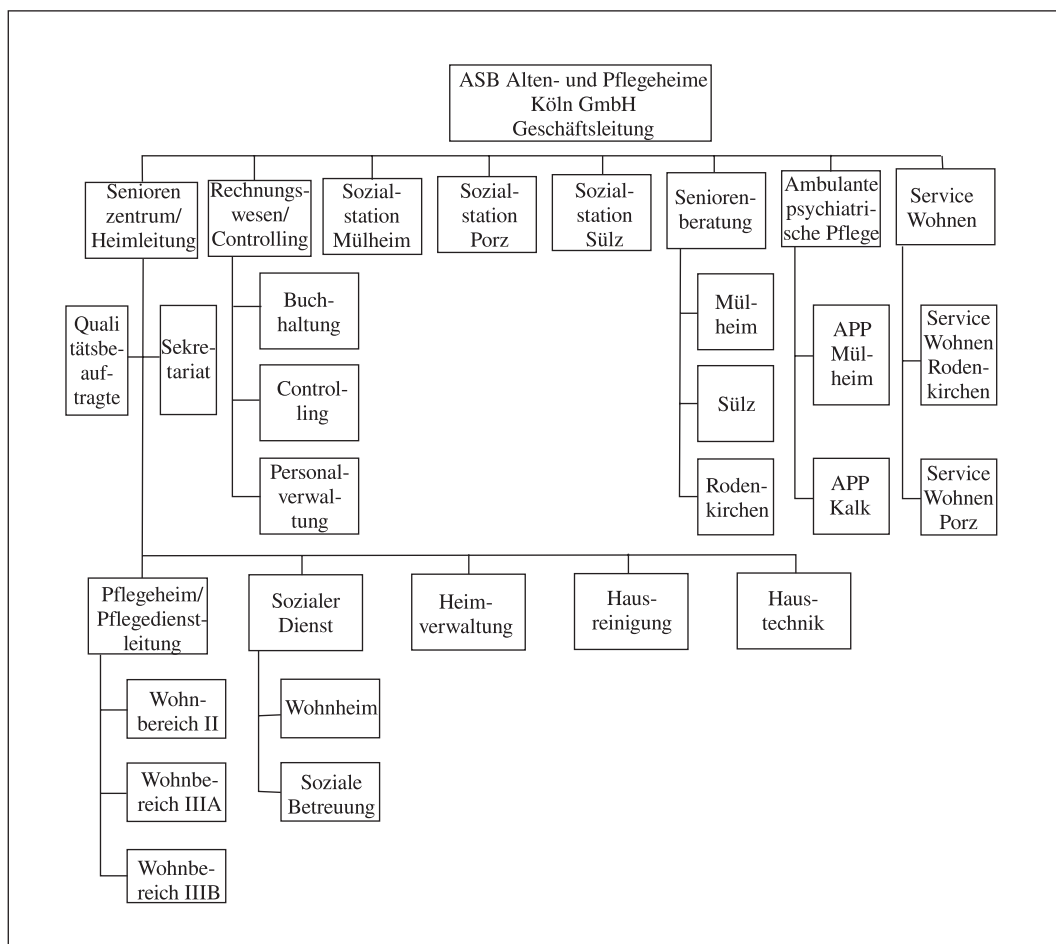 ASB Alten- und Pflegeheime
Köln GmbH
Geschäftsleitung
Senioren
zentrum/
Heimleitung
Rechnungs-
wesen/
Controlling
Sozial-
station
Mülheim
Sozial-
station
Porz
Sozial-
station
Sülz
Senioren-
beratung
Ambulante
psychiatri-
sche Pflege
Service
Wohnen
Quali
tätsbe-
auf-
tragte
Sekre-
tariat
Buch-
haltung
Control-
ling
Personal-
verwal-
tung
Mül-
heim
Sülz
Roden-
kirchen
APP
Mül-
heim
APP
Kalk
Service
Wohnen
Roden-
kirchen
Service
Wohnen
Porz
Pflegeheim/
Pflegedienst-
leitung
Sozialer
Dienst
Heim-
verwaltung
Haus-
reinigung
Haus-
technik
Wohn-
bereich II
Wohnbe-
reich IIIA
Wohnbe-
reich IIIB
Wohnheim
Soziale
Betreuung